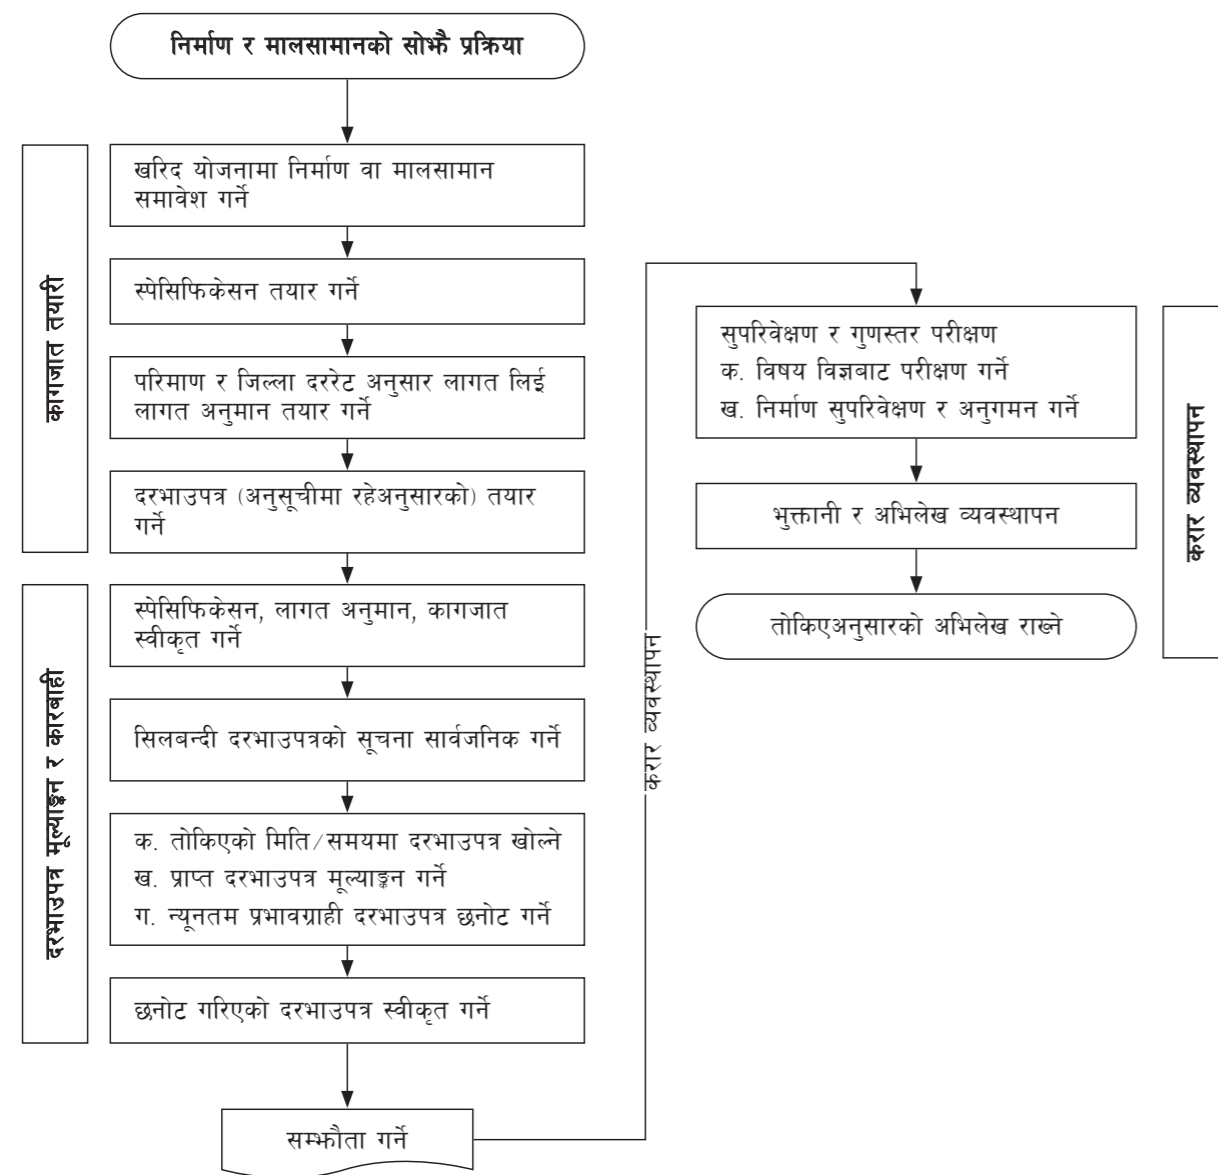 निर्माण र मालसामानको सोझै प्रक्रिया
कागजात तयारी
खरिद योजनामा निर्माण वा मालसामान
समावेश गर्ने
स्पेसिफिकेसन तयार गर्ने
परिमाण र जिल्ला दररेट अनुसार लागत लिई
लागत अनुमान तयार गर्ने
दरभाउपत्र (अनुसूचीमा रहेअनुसारको) तयार
गर्ने
दरभाउपत्र मूल्याङ्कन र कारबाही
स्पेसिफिकेसन, लागत अनुमान, कागजात
स्वीकृत गर्ने
सिलबन्दी दरभाउपत्रको सूचना सार्वजनिक गर्ने
क. तोकिएको मिति/समयमा दरभाउपत्र खोल्ने
ख. प्राप्त दरभाउपत्र मूल्याङ्कन गर्ने
ग. न्यूनतम प्रभावग्राही दरभाउपत्र छनोट गर्ने
छनोट गरिएको दरभाउपत्र स्वीकृत गर्ने
सम्झौता गर्ने
करार व्यवस्थापन
सुपरिवेक्षण र गुणस्तर परीक्षण
क. विषय विज्ञबाट परीक्षण गर्ने
ख. निर्माण सुपरिवेक्षण र अनुगमन गर्ने
भुक्तानी र अभिलेख व्यवस्थापन
तोकिएअनुसारको अभिलेख राख्ने
करार व्यवस्थापन